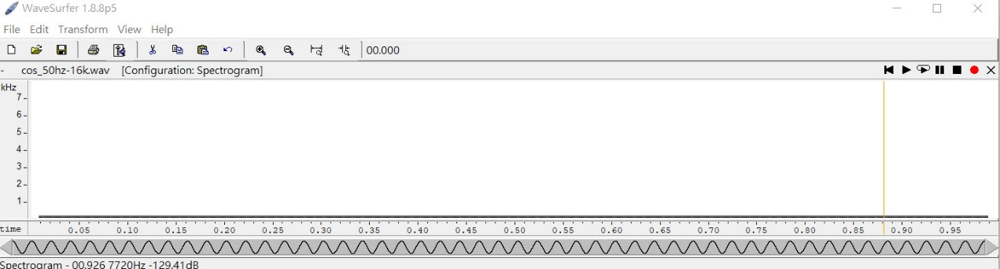 WaveSurfer 1.8.8p5
File Edit Transform View Help
00.000
- cos_50hz-16k.wav [Configuration: Spectrogram]
kHz
7
6
5
4
3
2
1
time 0.05 0.10 0.15 0.20 0.25 0.30 0.35 0.40 0.45 0.50 0.55 0.60 0.65 0.70 0.75 0.80 0.85 0.90 0.95
Spectrogram - 00.926 7720Hz -129.41dB